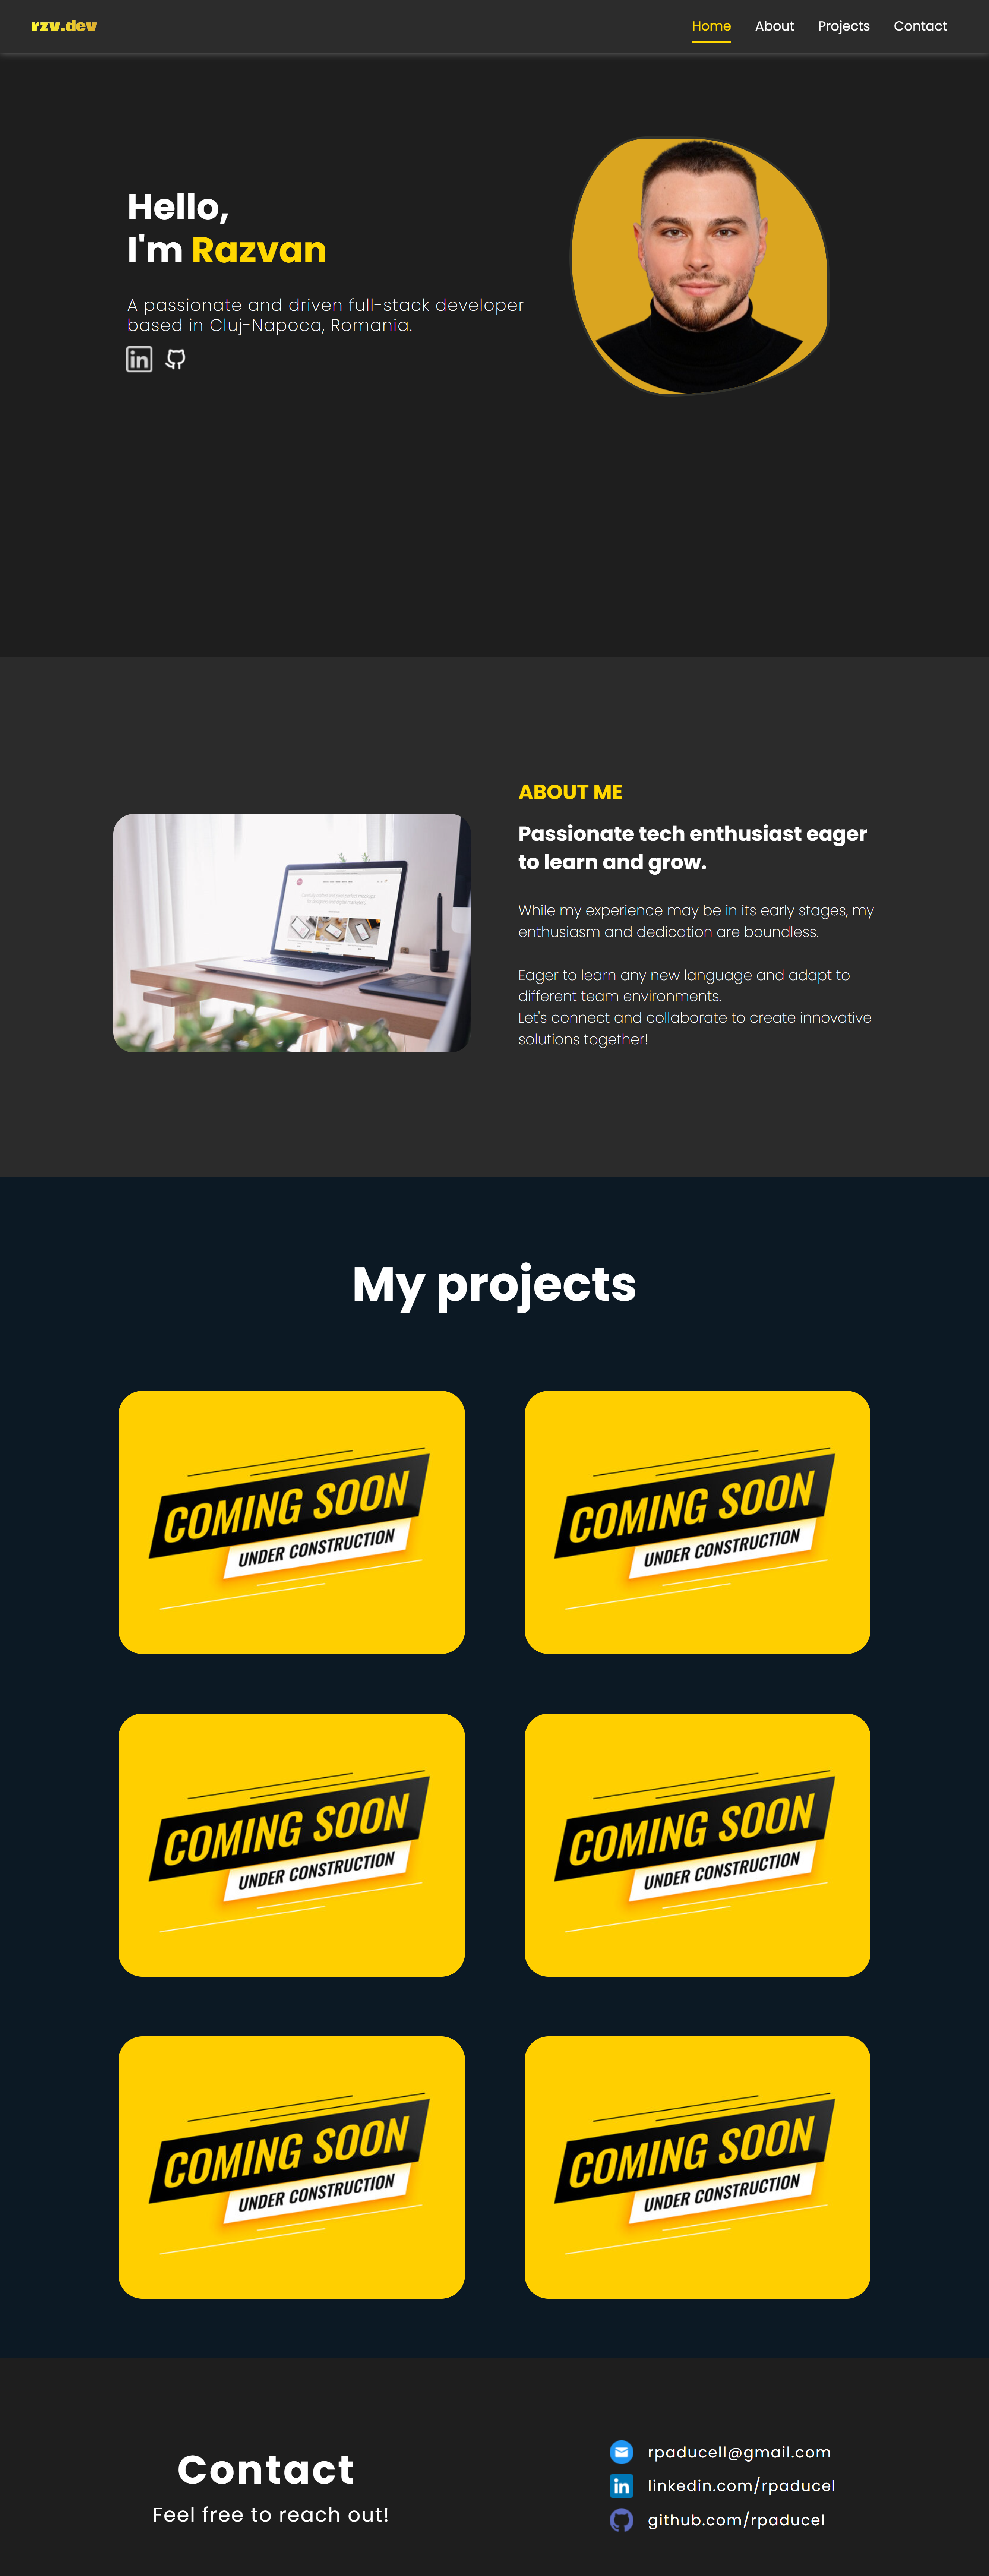 rzv.dev
Home About Projects Contact
Hello,
I'm Razvan
A passionate and driven full-stack developer
based in Cluj-Napoca, Romania.
in
ABOUT ME
Passionate tech enthusiast eager
to learn and grow.
While my experience may be in its early stages, my
enthusiasm and dedication are boundless.
Eager to learn any new language and adapt to
different team environments.
Let's connect and collaborate to create innovative
solutions together!
My projects
COMING SOON
UNDER CONSTRUCTION
COMING SOON
UNDER CONSTRUCTION
COMING SOON
UNDER CONSTRUCTION
COMING SOON
UNDER CONSTRUCTION
COMING SOON
UNDER CONSTRUCTION
COMING SOON
UNDER CONSTRUCTION
Contact
Feel free to reach out!
rpaducell@gmail.com
in linkedin.com/rpaducel
github.com/rpaducel